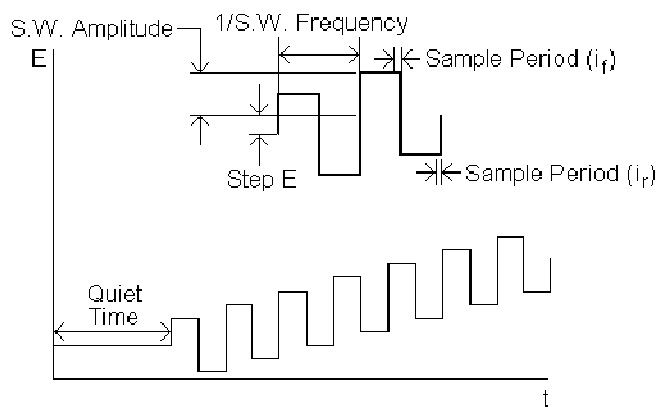 1/S.W. Frequency
S.W. Amplitude
E
Sample Period (if)
Step E
Sample Period (ir)
Quiet
Time
t